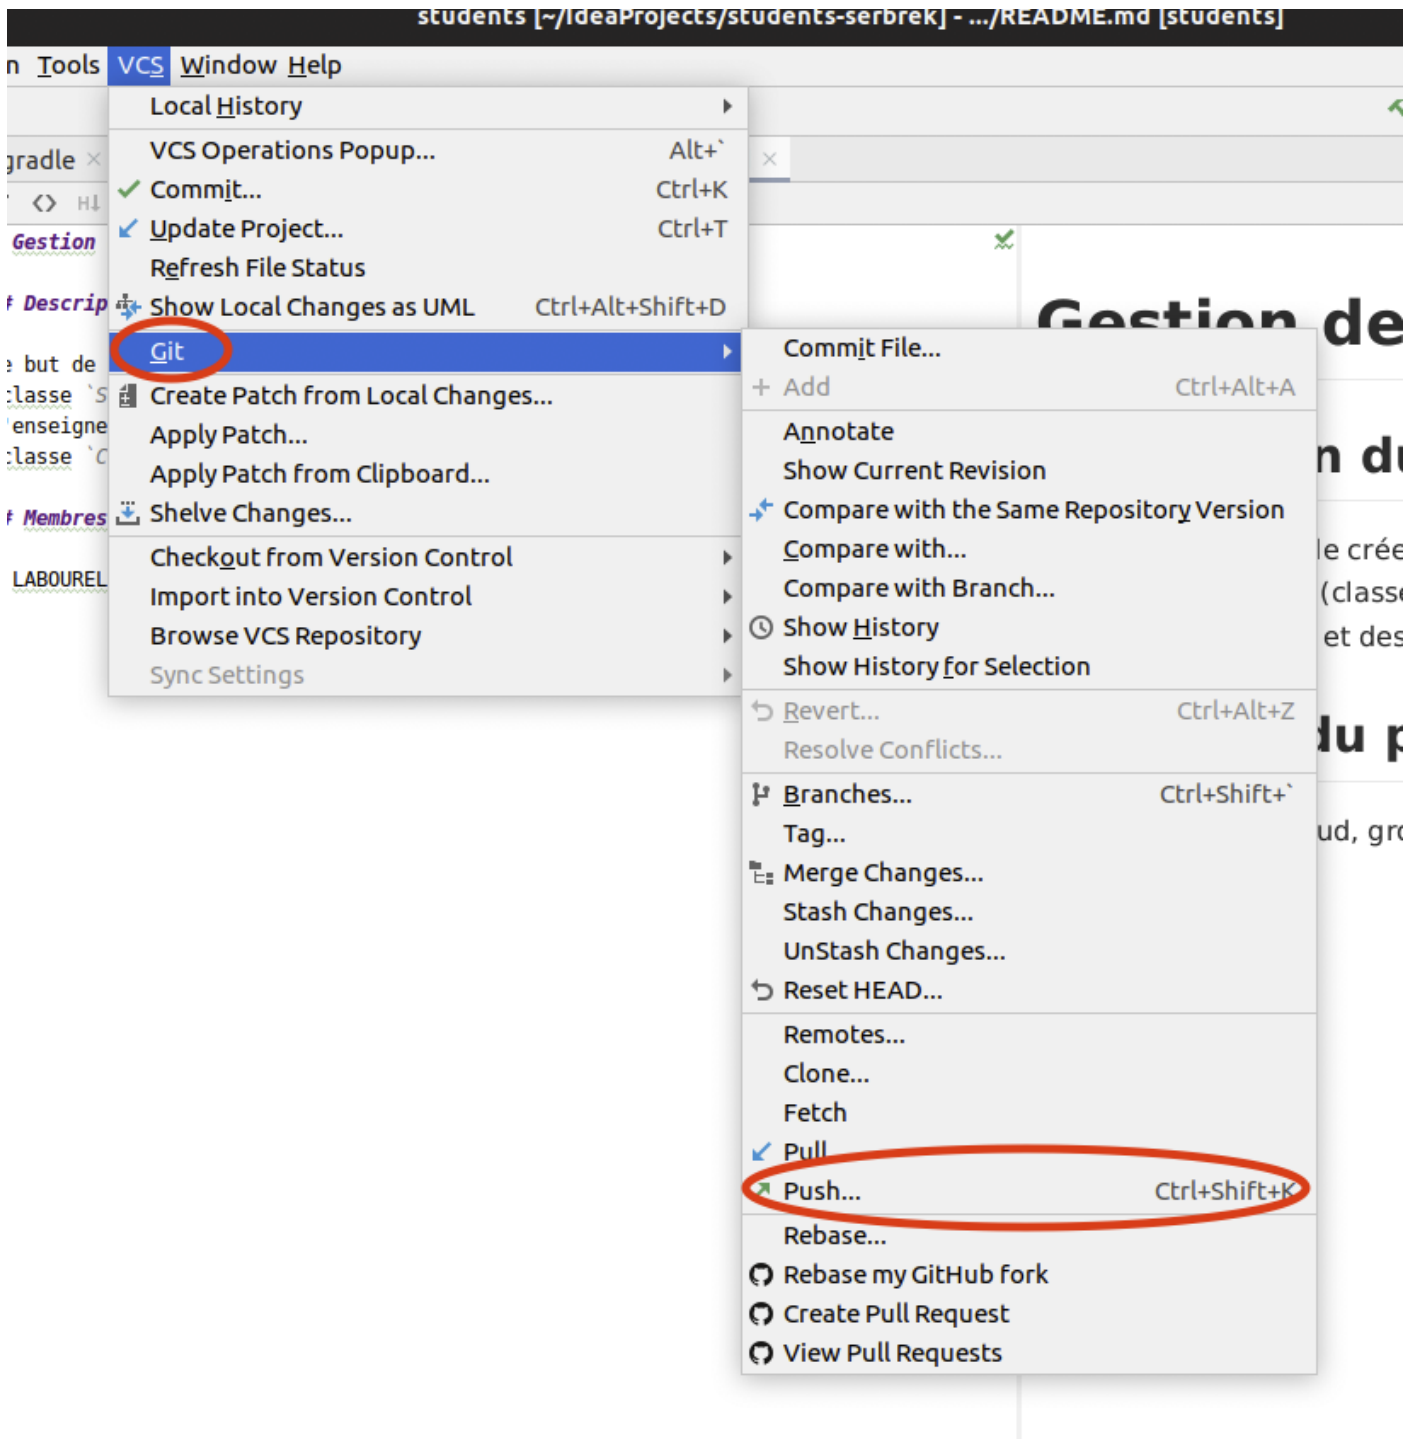 students [~/IdeaProjects/students-serbrek] - .../README.md [students]
n Tools VCS Window Help
Local History
gradle
VCS Operations Popup... Alt+`
Commit... Ctrl+K
Update Project... Ctrl+T
Refresh File Status
Show Local Changes as UML Ctrl+Alt+Shift+D
Git
Create Patch from Local Changes...
Apply Patch...
Apply Patch from Clipboard...
Shelve Changes...
Checkout from Version Control
Import into Version Control
Browse VCS Repository
Sync Settings
Gestion
# Descrip
e but de
classe `S
'enseigne
classe `C
# Membres
LABOUREL
Commit File...
Add Ctrl+Alt+A
Annotate
Show Current Revision
Compare with the Same Repository Version
Compare with...
Compare with Branch...
Show History
Show History for Selection
Revert... Ctrl+Alt+Z
Resolve Conflicts...
Branches... Ctrl+Shift+`
Tag...
Merge Changes...
Stash Changes...
UnStash Changes...
Reset HEAD...
Remotes...
Clone...
Fetch
Pull
Push... Ctrl+Shift+K
Rebase...
Rebase my GitHub fork
Create Pull Request
View Pull Requests
Gestion de
n du
le crée
(classe
et des
du p
ud, gro